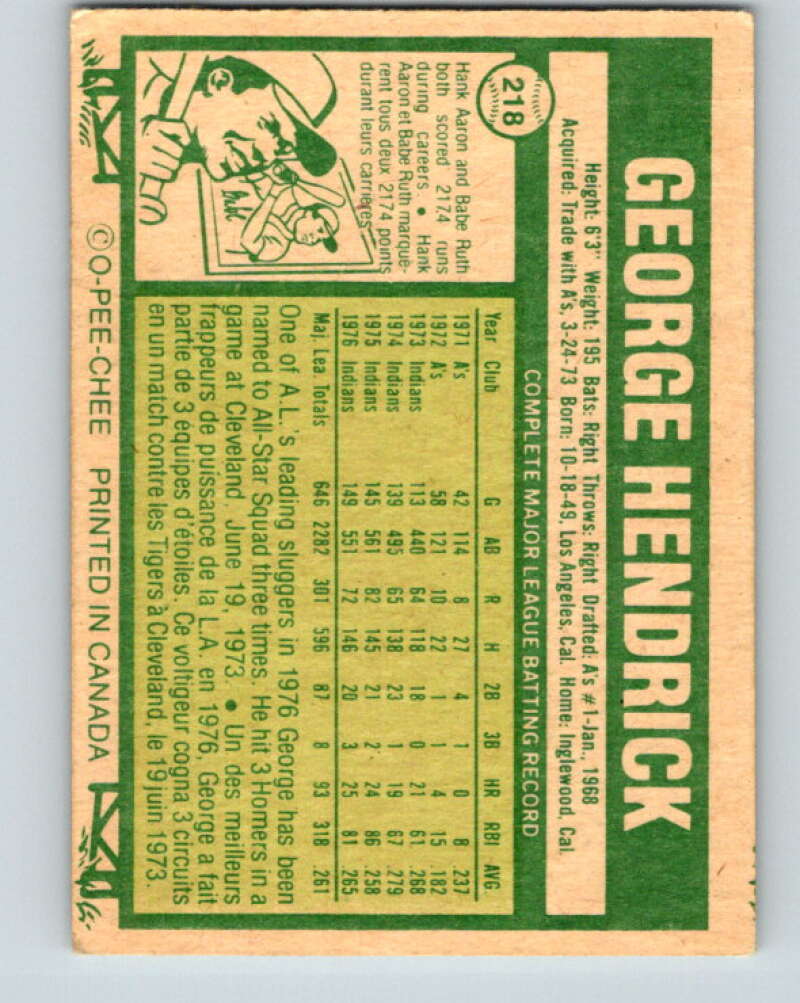 GEORGE HENDRICK
Height: 6'3" Weight: 195 Bats: Right Throws: Right Drafted: A's #1-Jan., 1968
Acquired: Trade with A's, 3-24-73 Born: 10-18-49, Los Angeles, Cal. Home: Inglewood, Cal.
218
COMPLETE MAJOR LEAGUE BATTING RECORD
Year Club G AB R H 2B 3B HR RBI AVG
1971 A's 42 114 8 27 4 1 0 8 .237
1972 A's 58 121 10 22 1 1 4 15 .182
1973 Indians 113 440 64 118 18 0 21 61 .268
1974 Indians 139 495 65 138 23 1 19 67 .279
1975 Indians 145 561 82 145 21 2 24 86 .258
1976 Indians 149 551 72 146 20 3 25 81 .265
Maj. Lea. Totals 646 2282 301 596 87 8 93 318 .261
One of A.L.'s leading sluggers in 1976 George has been
named to All-Star Squad three times. He hit 3 Homers in a
game at Cleveland, June 19, 1973. • Un des meilleurs
frappeurs de puissance de la L.A. en 1976, George a fait
partie de 3 équipes d'étoiles. Ce voltigeur cogna 3 circuits
en un match contre les Tigers à Cleveland, le 19 juin 1973.
Hank Aaron and Babe Ruth
both scored 2174 runs
during careers. • Hank
Aaron et Babe Ruth marquè-
rent tous deux 2174 points
durant leurs carrières
Babe
© O-PEE-CHEE PRINTED IN CANADA